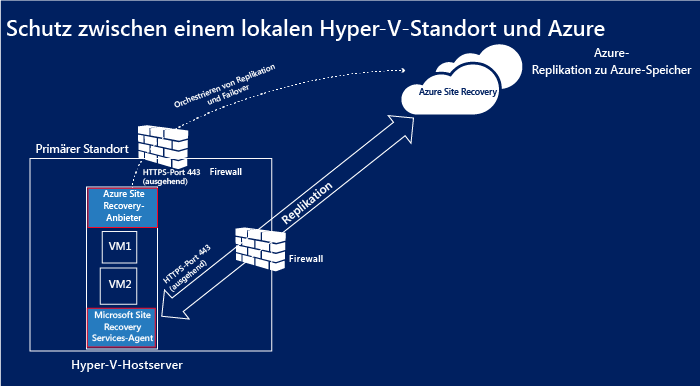 Schutz zwischen einem lokalen Hyper-V-Standort und Azure
Azure-
Replikation zu Azure-Speicher
Orchestrieren von Replikation
und Failover
Azure Site Recovery
Primärer Standort
HTTPS-Port 443
(ausgehend)
Firewall
Azure Site
Recovery-
Anbieter
Replikation
VM1
HTTPS-Port 443
(ausgehend)
Firewall
VM2
Microsoft Site
Recovery
Services-Agent
Hyper-V-Hostserver